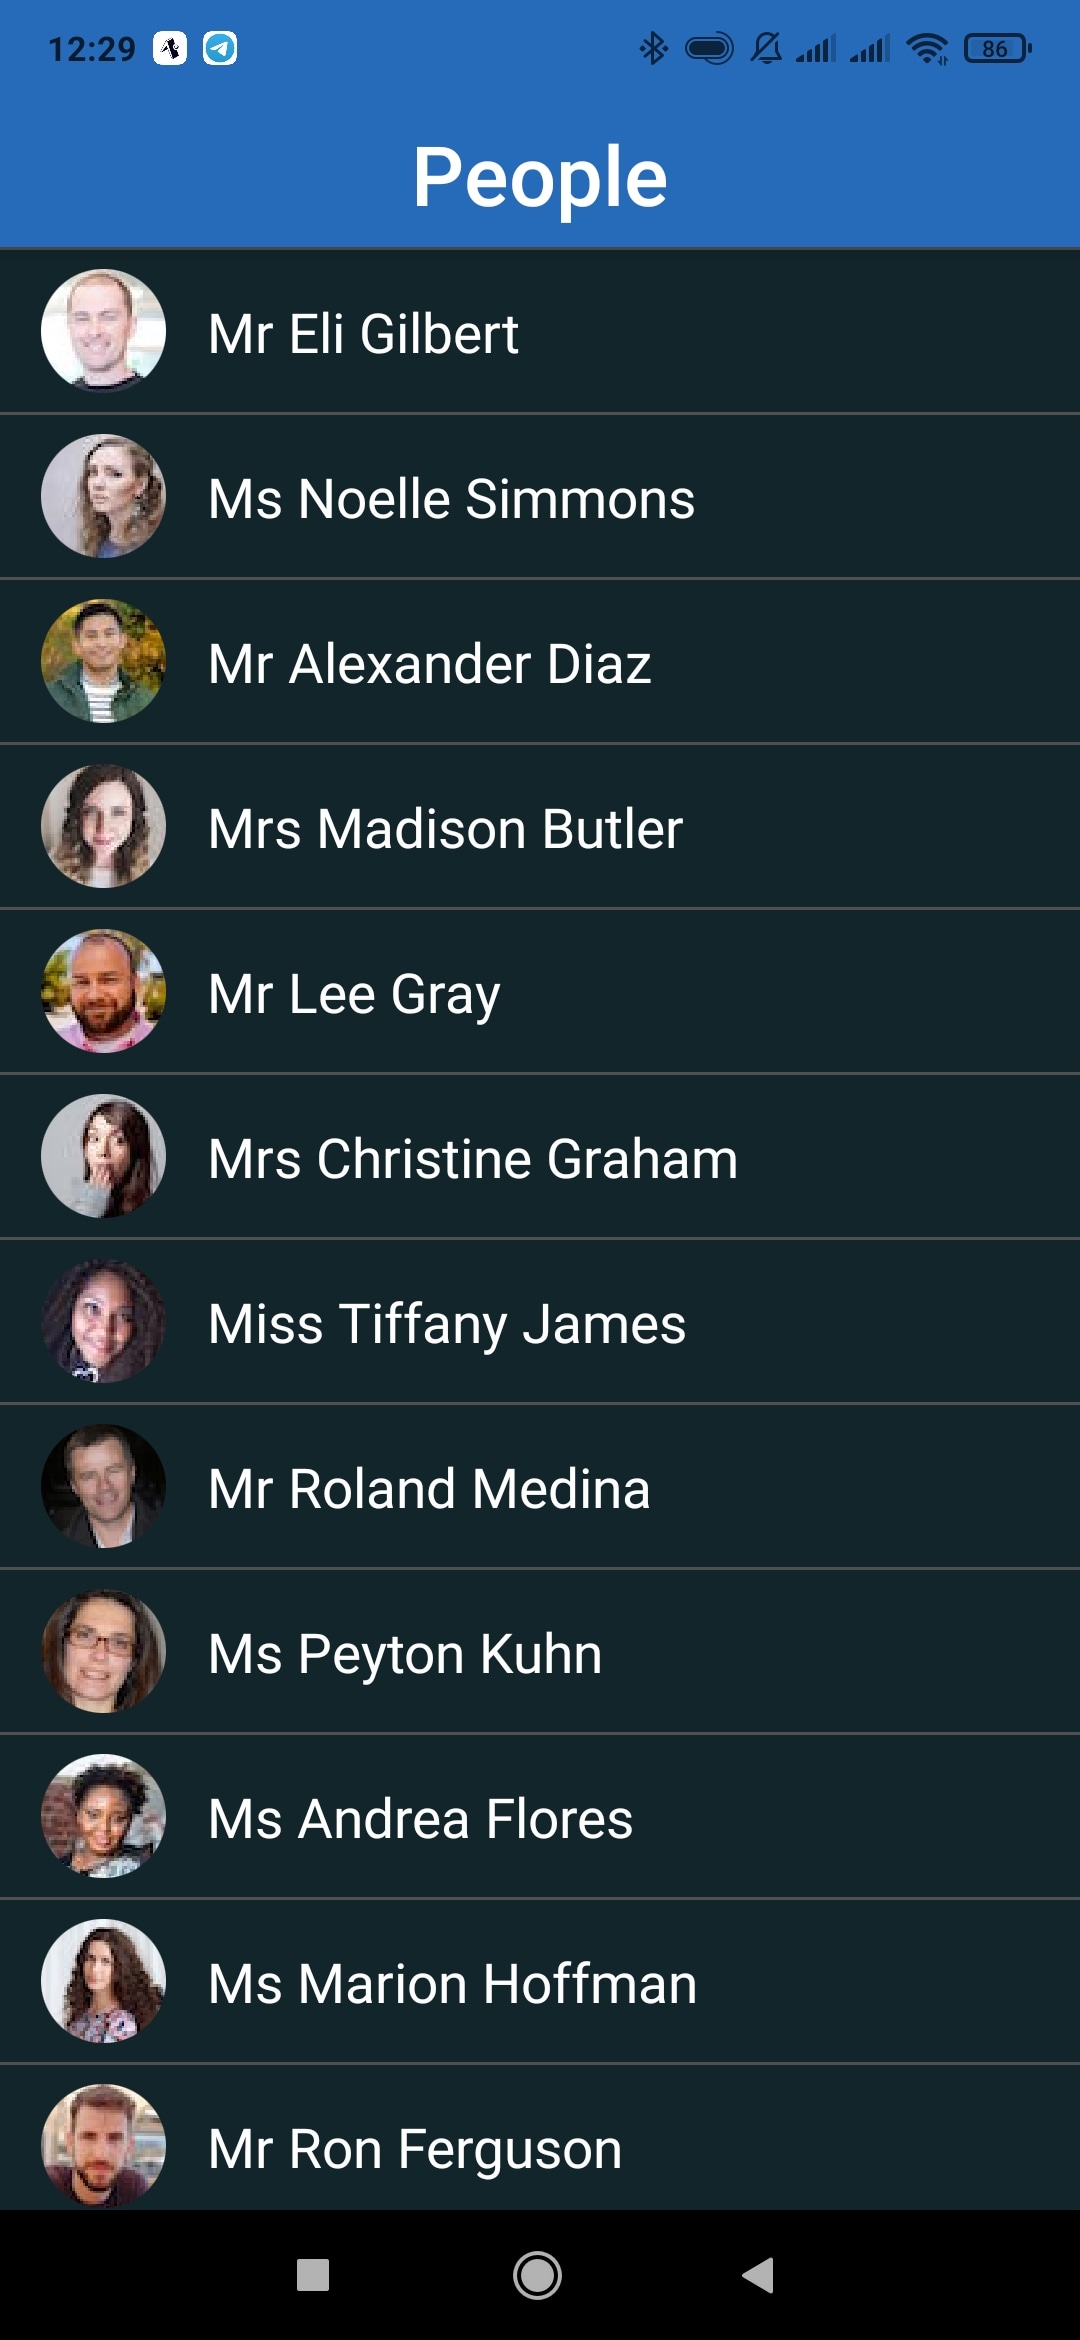 12:29
86
People
Mr Eli Gilbert
Ms Noelle Simmons
Mr Alexander Diaz
Mrs Madison Butler
Mr Lee Gray
Mrs Christine Graham
Miss Tiffany James
Mr Roland Medina
Ms Peyton Kuhn
Ms Andrea Flores
Ms Marion Hoffman
Mr Ron Ferguson